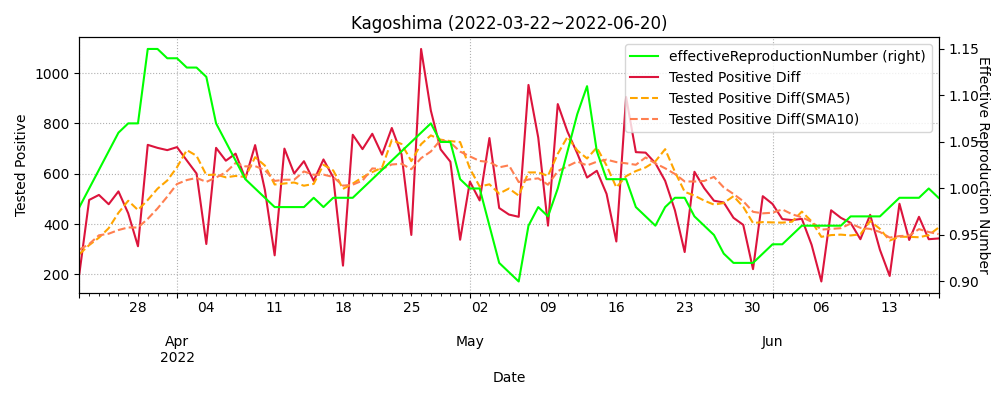 Kagoshima (2022-03-22~2022-06-20)
effectiveReproductionNumber (right)
Tested Positive Diff
Tested Positive Diff(SMA5)
Tested Positive Diff(SMA10)
Tested Positive
1000
800
600
400
200
Effective Reproduction Number
1.15
1.10
1.05
1.00
0.95
0.90
28 04 11 18 25 02 09 16 23 30 06 13
Apr May Jun
2022
Date